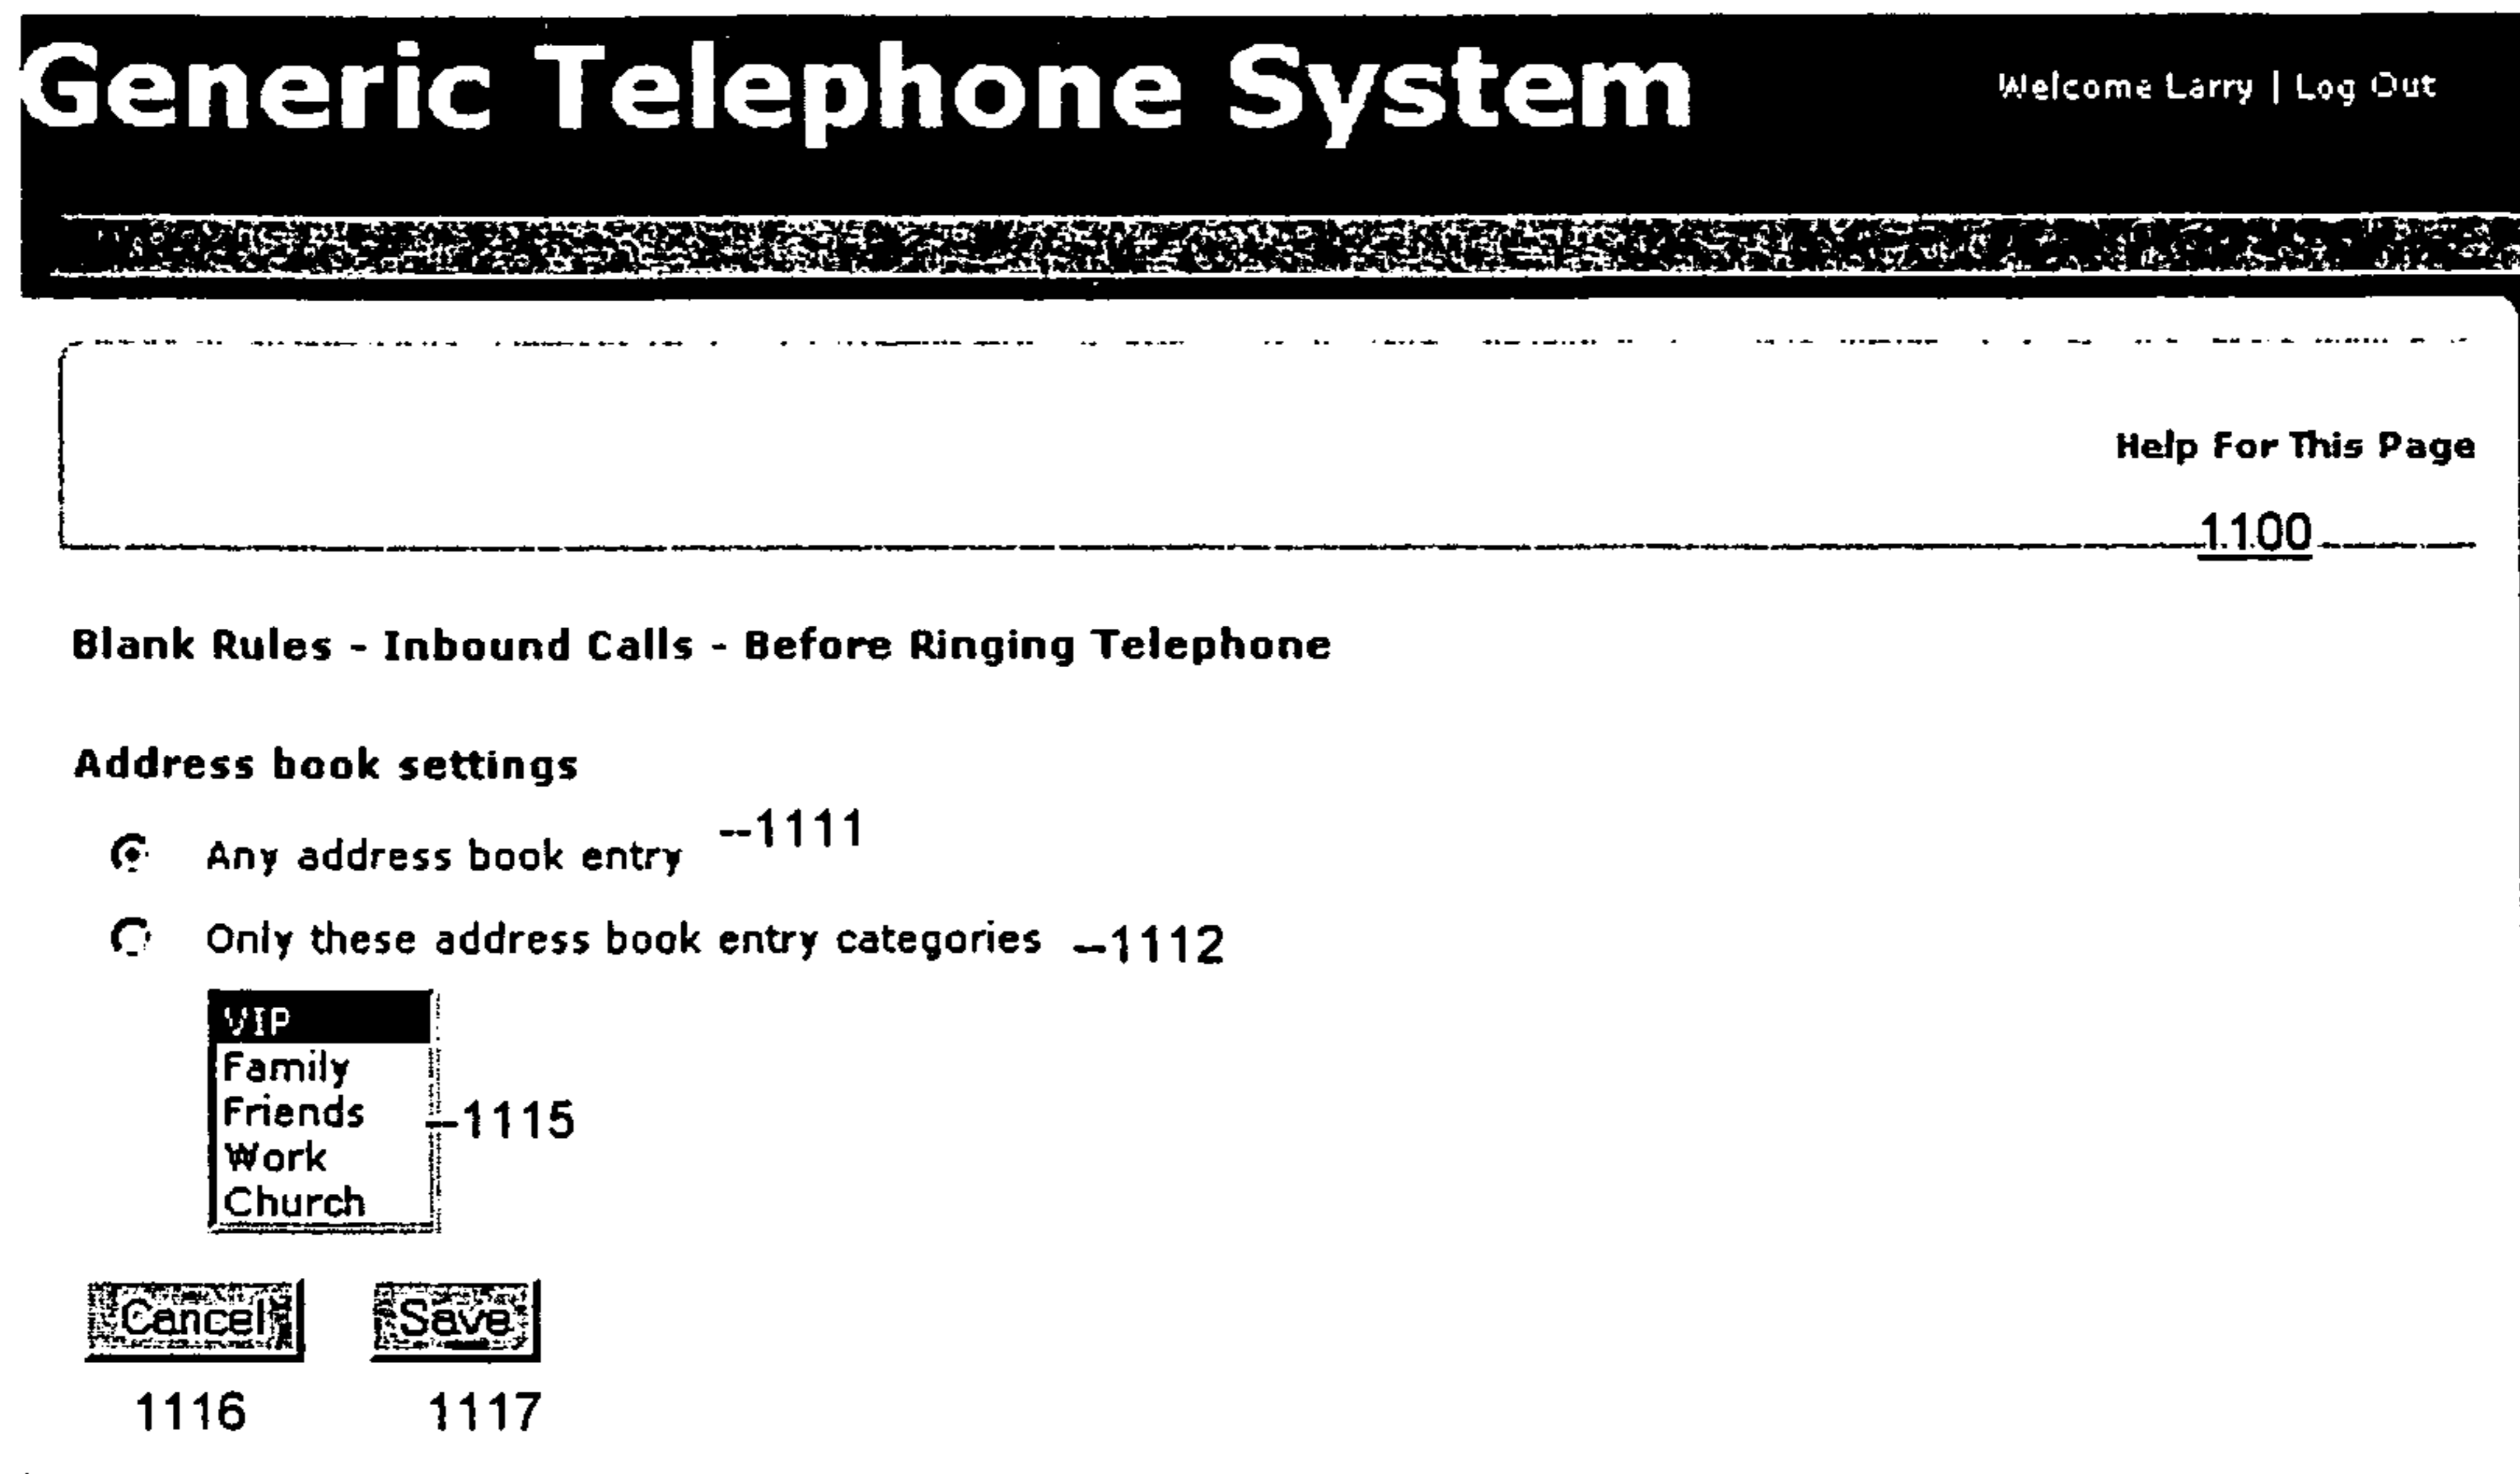 Generic Telephone System
Welcome Larry | Log Out
Help For This Page
1100
Blank Rules - Inbound Calls - Before Ringing Telephone
Address book settings
Any address book entry --1111
Only these address book entry categories --1112
VIP
Family
Friends --1115
Work
Church
Cancel Save
1116 1117